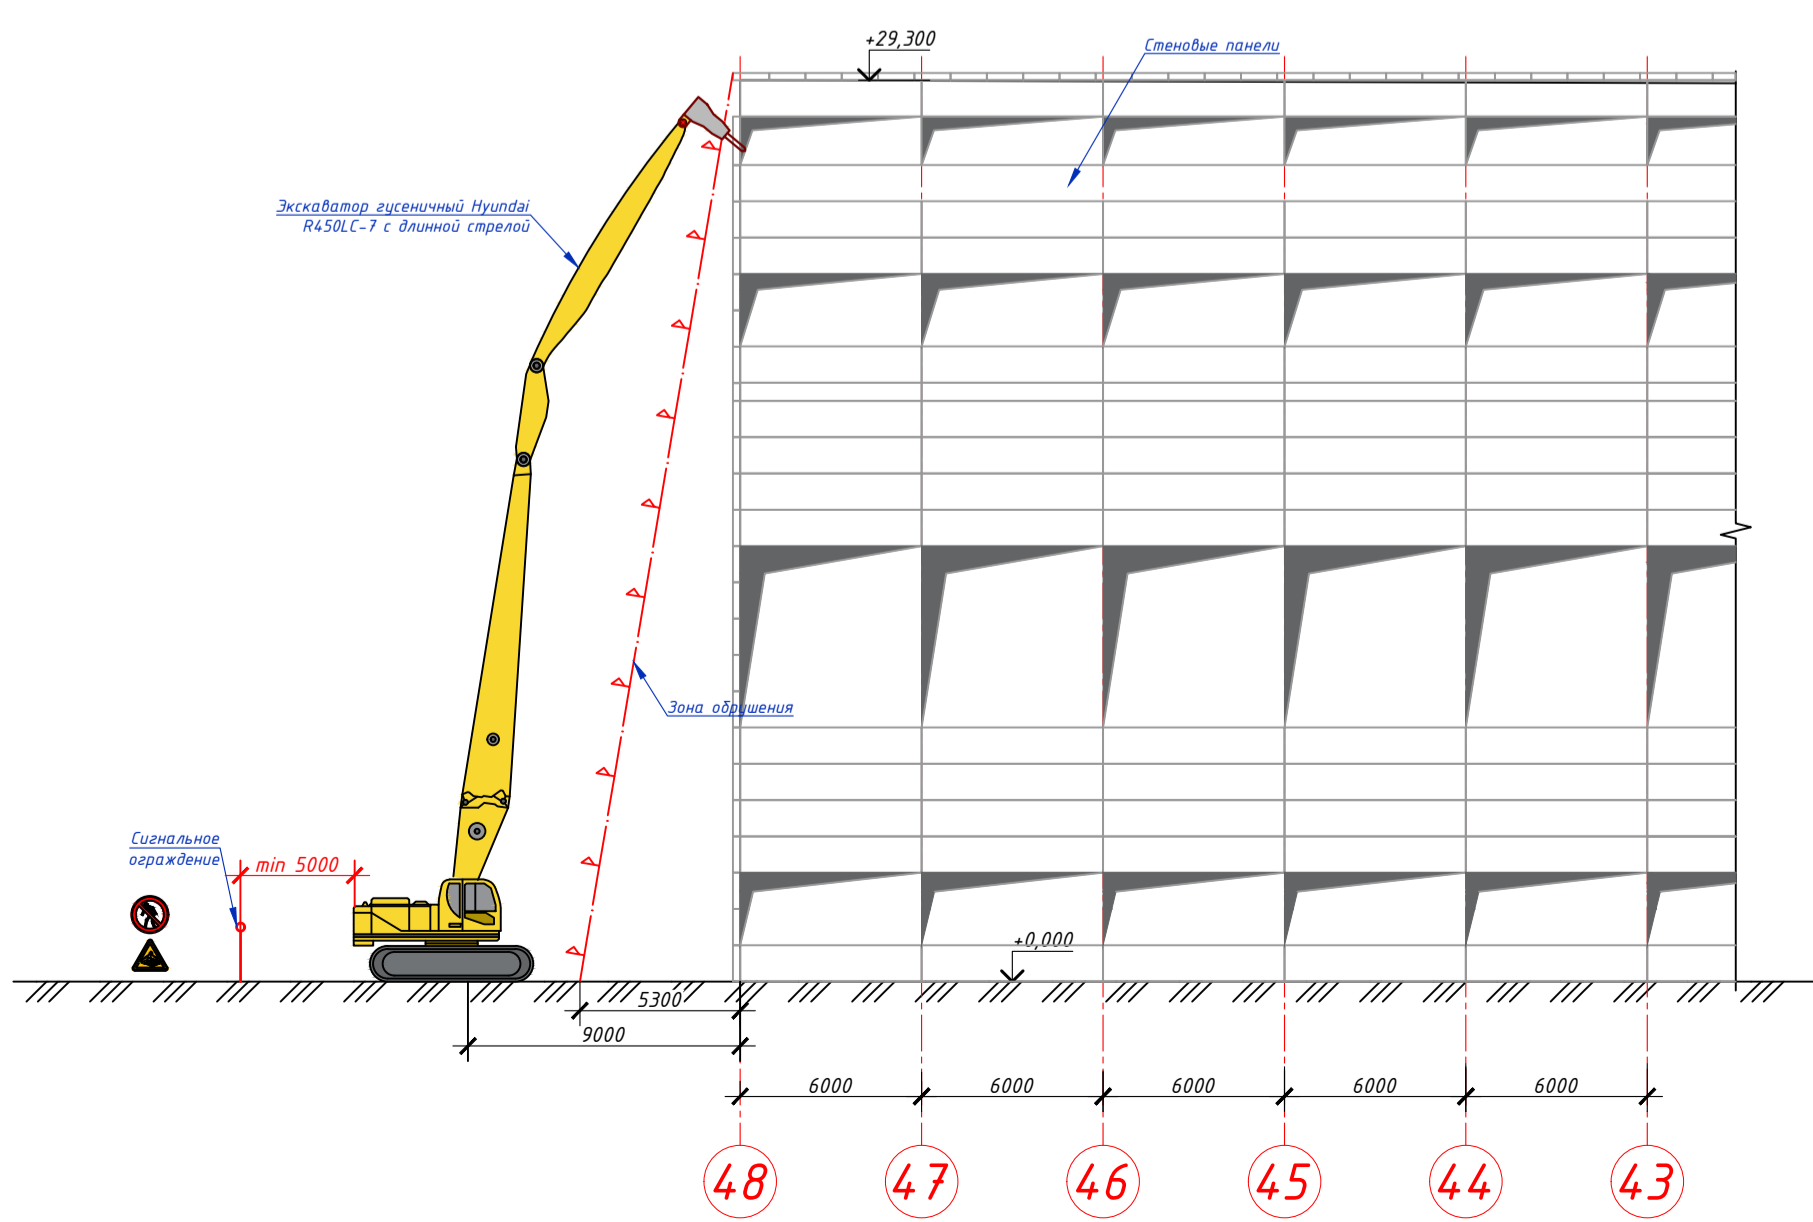 +29,300
Стеновые панели
Экскаватор гусеничный Hyundai
R450LC-7 с длинной стрелой
Зона обрушения
Сигнальное
ограждение
min 5000
+0,000
5300
9000
6000 6000 6000 6000 6000
48 47 46 45 44 43